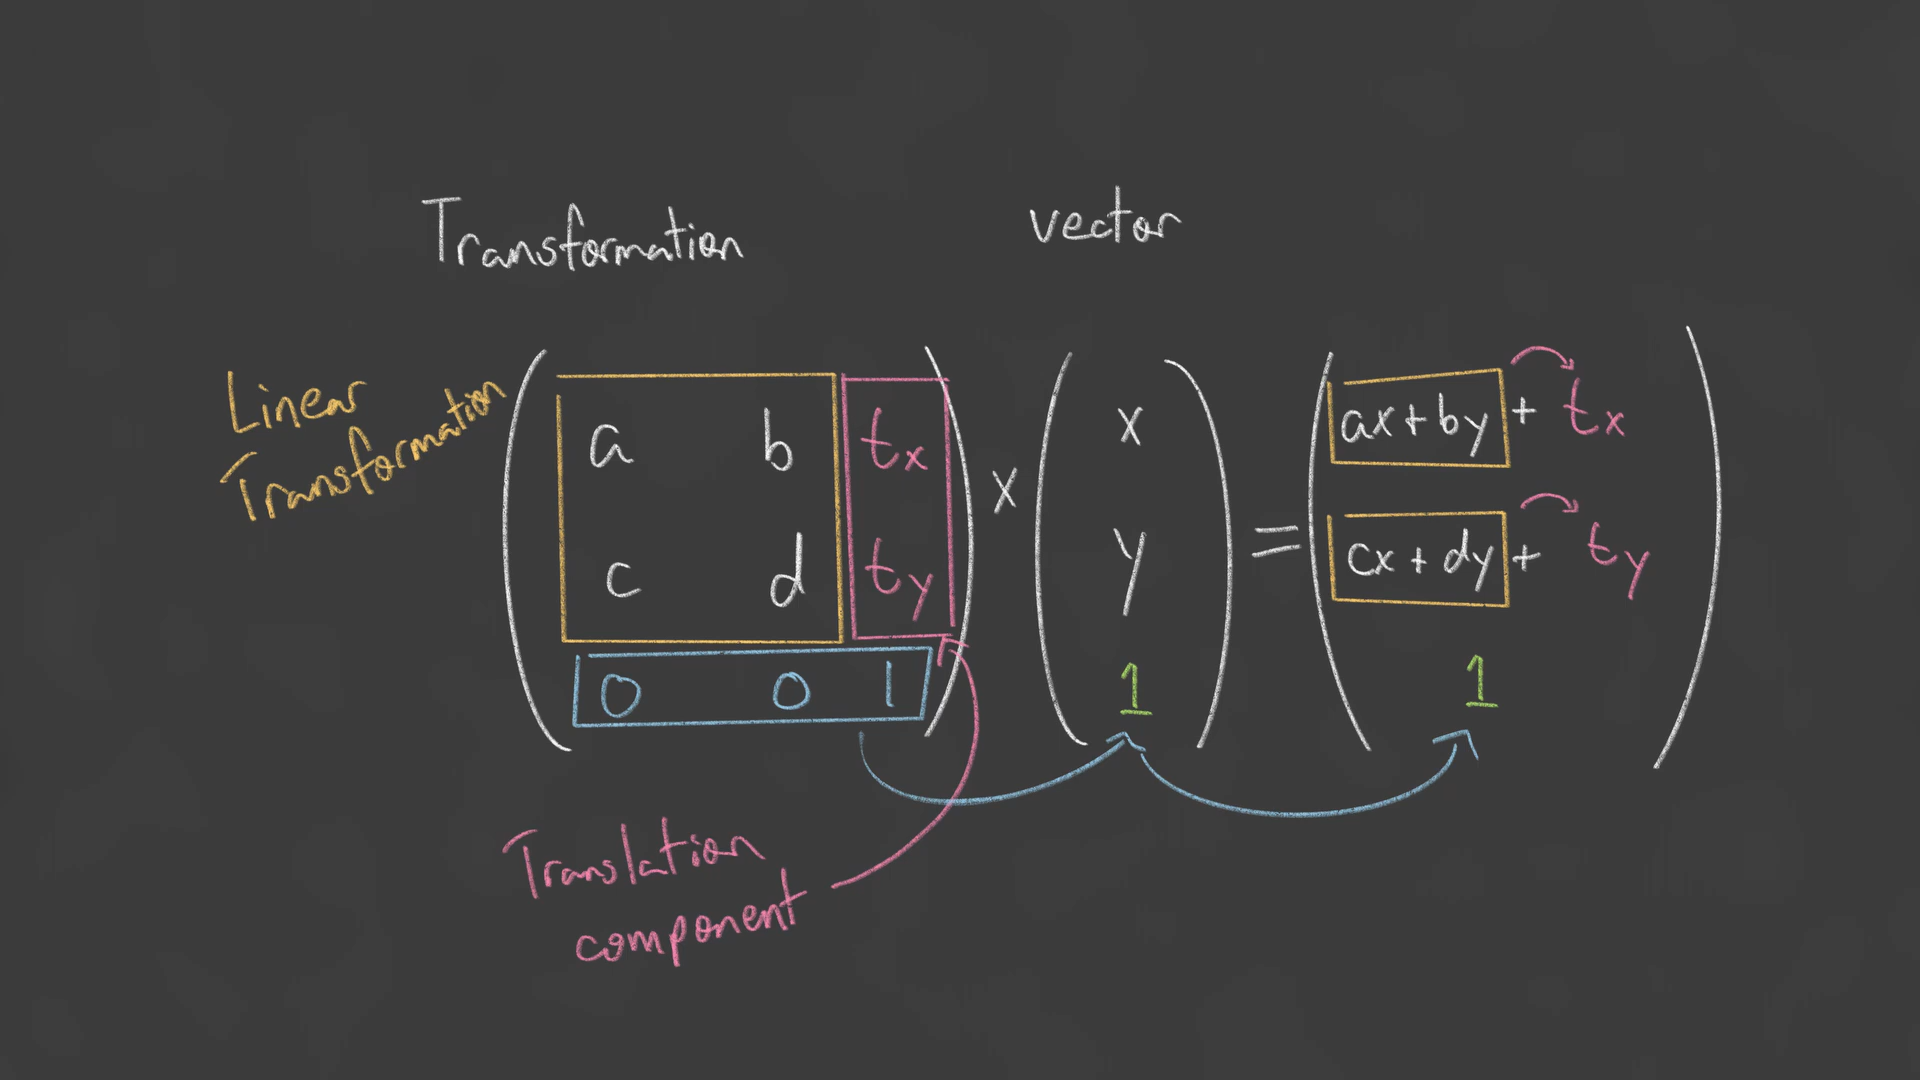 Transformation
vector
Linear
Transformation
a b tx
c d ty
0 0 1
x
x
y
1
=
ax+by + tx
cx + dy + ty
1
Translation
component